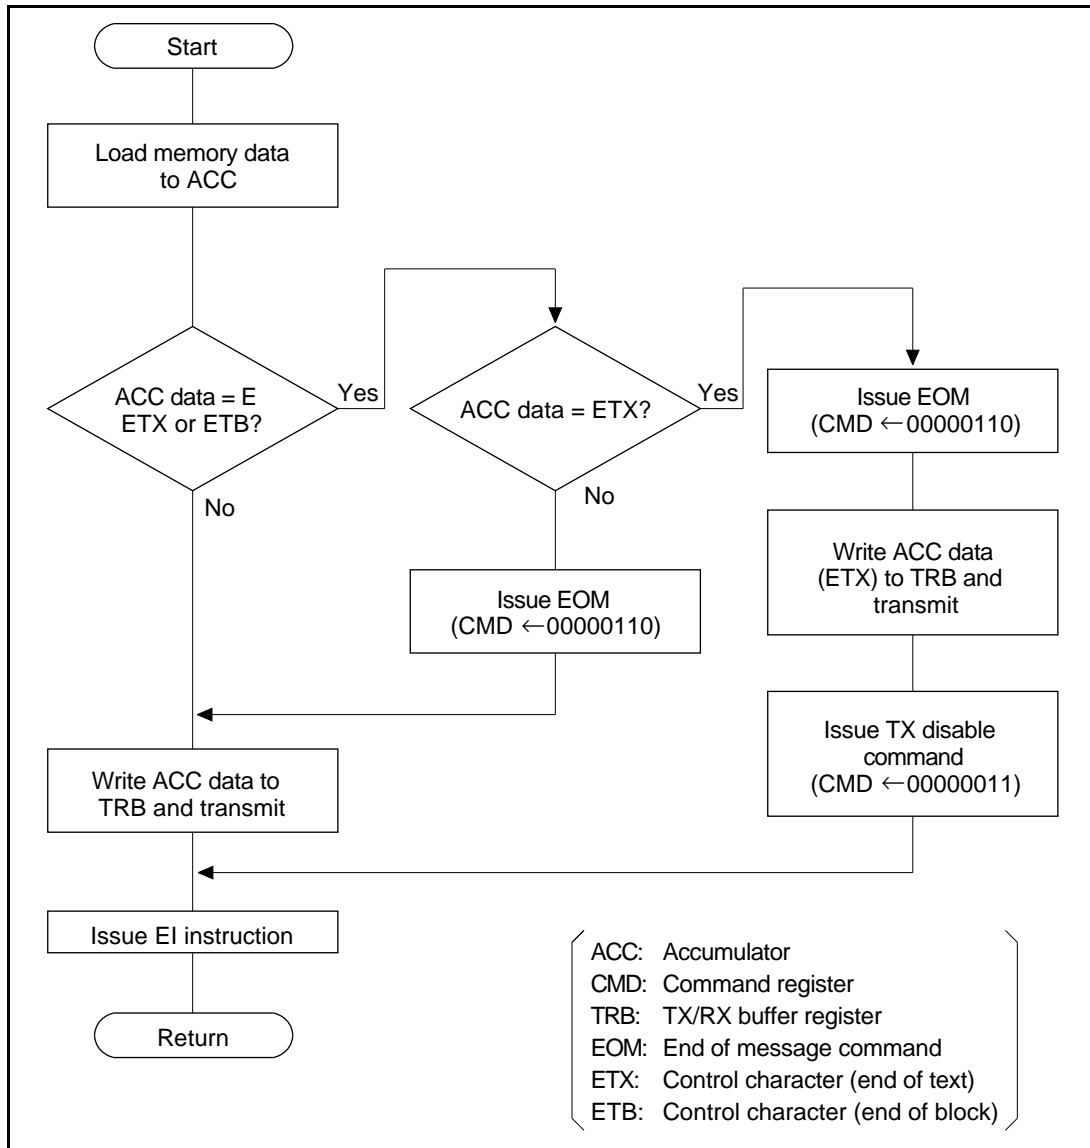 Start
Load memory data
to ACC
ACC data = E
ETX or ETB?
Yes
No
ACC data = ETX?
Yes
No
Issue EOM
(CMD ←00000110)
Issue EOM
(CMD ←00000110)
Write ACC data
(ETX) to TRB and
transmit
Issue TX disable
command
(CMD ←00000011)
Write ACC data to
TRB and transmit
Issue EI instruction
Return
ACC: Accumulator
CMD: Command register
TRB: TX/RX buffer register
EOM: End of message command
ETX: Control character (end of text)
ETB: Control character (end of block)